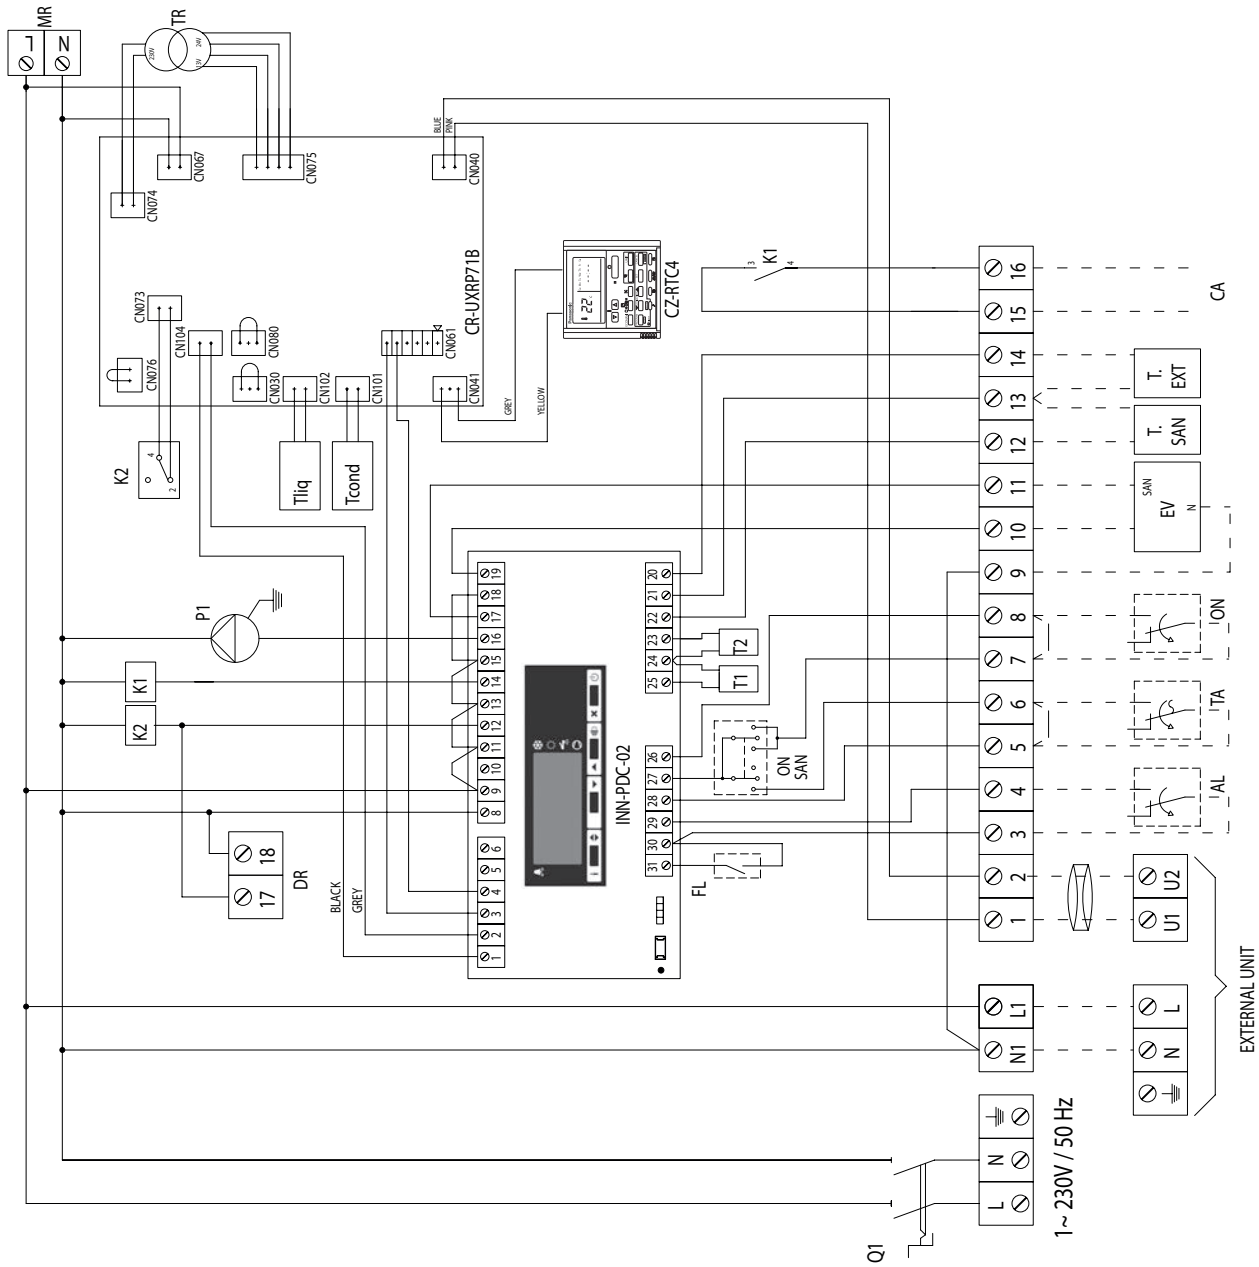 MR
L
N
TR
230V
24V
13V
CN067
CN075
CN074
BLUE
PINK
CN040
CN073
CN076
CN104
CN080
CN030
CN102
CN101
CN061
CN041
CR-UXRP71B
K2
4
2
Tliq
Tcond
GREY
YELLOW
CZ-RTC4
22
3
K1
4
P1
K1
K2
DR
17
18
BLACK
GREY
1
2
3
4
5
6
8
9
10
11
12
13
14
15
16
17
18
19
INN-PDC-02
31
30
29
28
27
26
25
24
23
22
21
20
T1
T2
FL
ON
SAN
L
N
1~ 230V / 50 Hz
Q1
N1
L1
1
2
3
4
5
6
7
8
9
10
11
12
13
14
15
16
N
L
U1
U2
EXTERNAL UNIT
AL
TA
ON
SAN
EV
N
T.
SAN
T.
EXT
CA